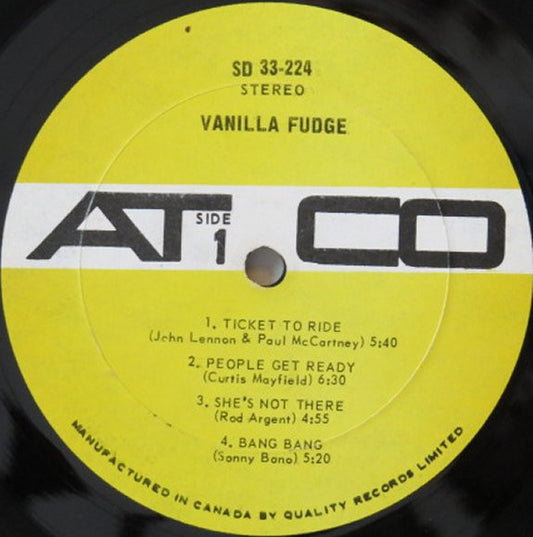 SD 33-224
STEREO
VANILLA FUDGE
ATCO
SIDE
1
1. TICKET TO RIDE
(John Lennon & Paul McCartney) 5:40
2. PEOPLE GET READY
(Curtis Mayfield) 6:30
3. SHE'S NOT THERE
(Rod Argent) 4:55
4. BANG BANG
(Sonny Bono) 5:20
MANUFACTURED IN CANADA BY QUALITY RECORDS LIMITED